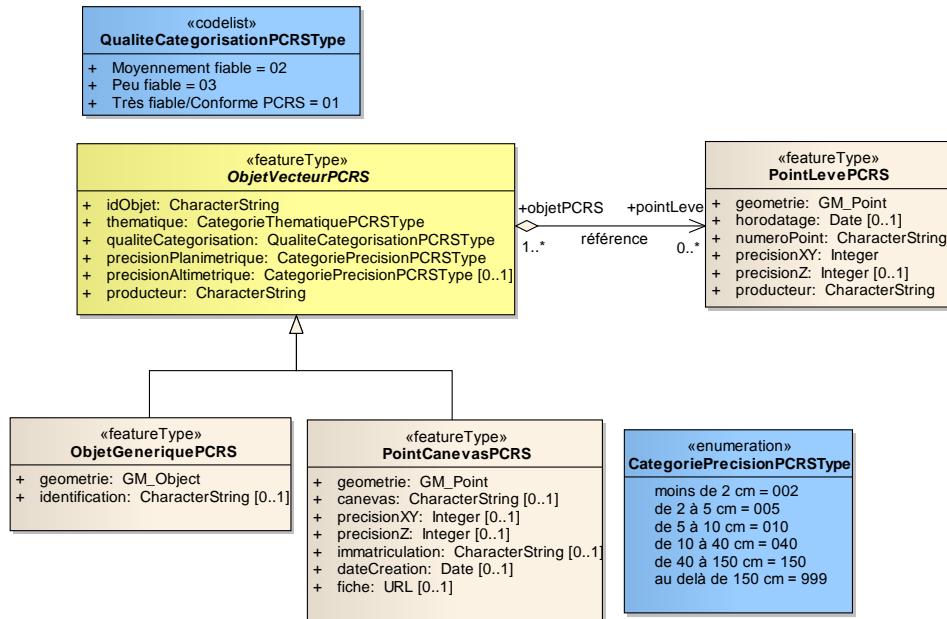 «codelist»
QualiteCategorisationPCRSType
+ Moyennement fiable = 02
+ Peu fiable = 03
+ Très fiable/Conforme PCRS = 01
«featureType»
ObjetVecteurPCRS
+ idObjet: CharacterString
+ thematique: CategorieThematiquePCRSType
+ qualiteCategorisation: QualiteCategorisationPCRSType
+ precisionPlanimetrique: CategoriePrecisionPCRSType
+ precisionAltimetrique: CategoriePrecisionPCRSType [0..1]
+ producteur: CharacterString
+objetPCRS
+pointLeve
1..*
référence
0..*
«featureType»
PointLevePCRS
+ geometrie: GM_Point
+ horodatage: Date [0..1]
+ numeroPoint: CharacterString
+ precisionXY: Integer
+ precisionZ: Integer [0..1]
+ producteur: CharacterString
«featureType»
ObjetGeneriquePCRS
+ geometrie: GM_Object
+ identification: CharacterString [0..1]
«featureType»
PointCanevasPCRS
+ geometrie: GM_Point
+ canevas: CharacterString [0..1]
+ precisionXY: Integer [0..1]
+ precisionZ: Integer [0..1]
+ immatriculation: CharacterString [0..1]
+ dateCreation: Date [0..1]
+ fiche: URL [0..1]
«enumeration»
CategoriePrecisionPCRSType
moins de 2 cm = 002
de 2 à 5 cm = 005
de 5 à 10 cm = 010
de 10 à 40 cm = 040
de 40 à 150 cm = 150
au delà de 150 cm = 999